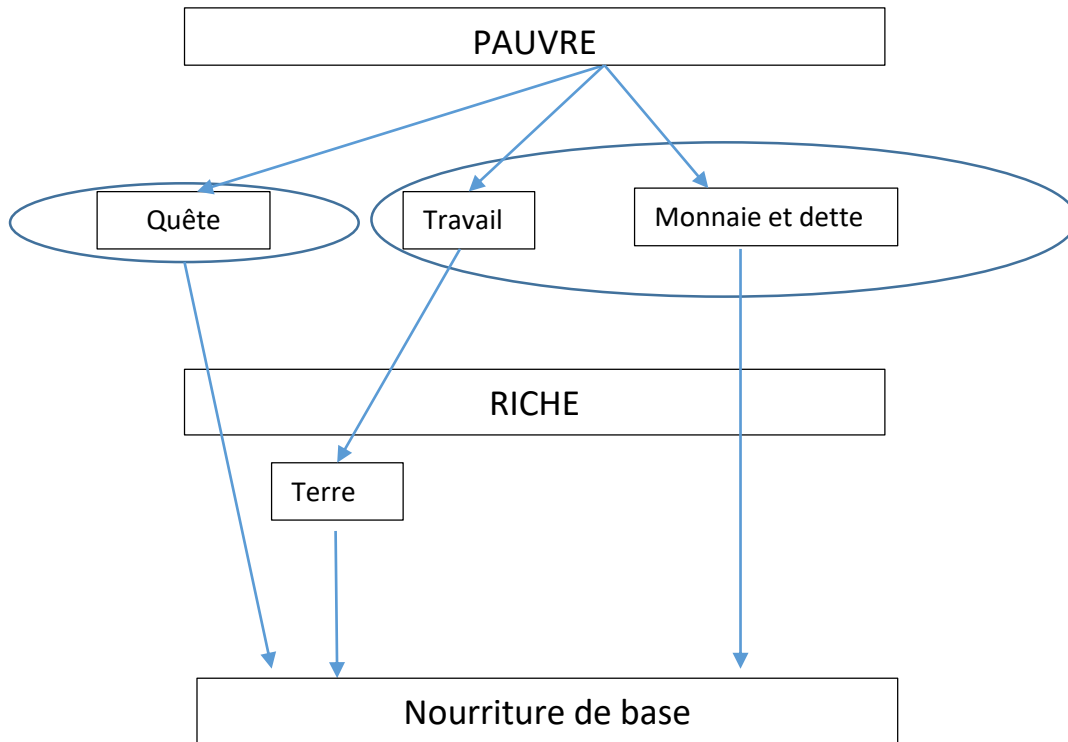 PAUVRE
Quête
Travail
Monnaie et dette
RICHE
Terre
Nourriture de base